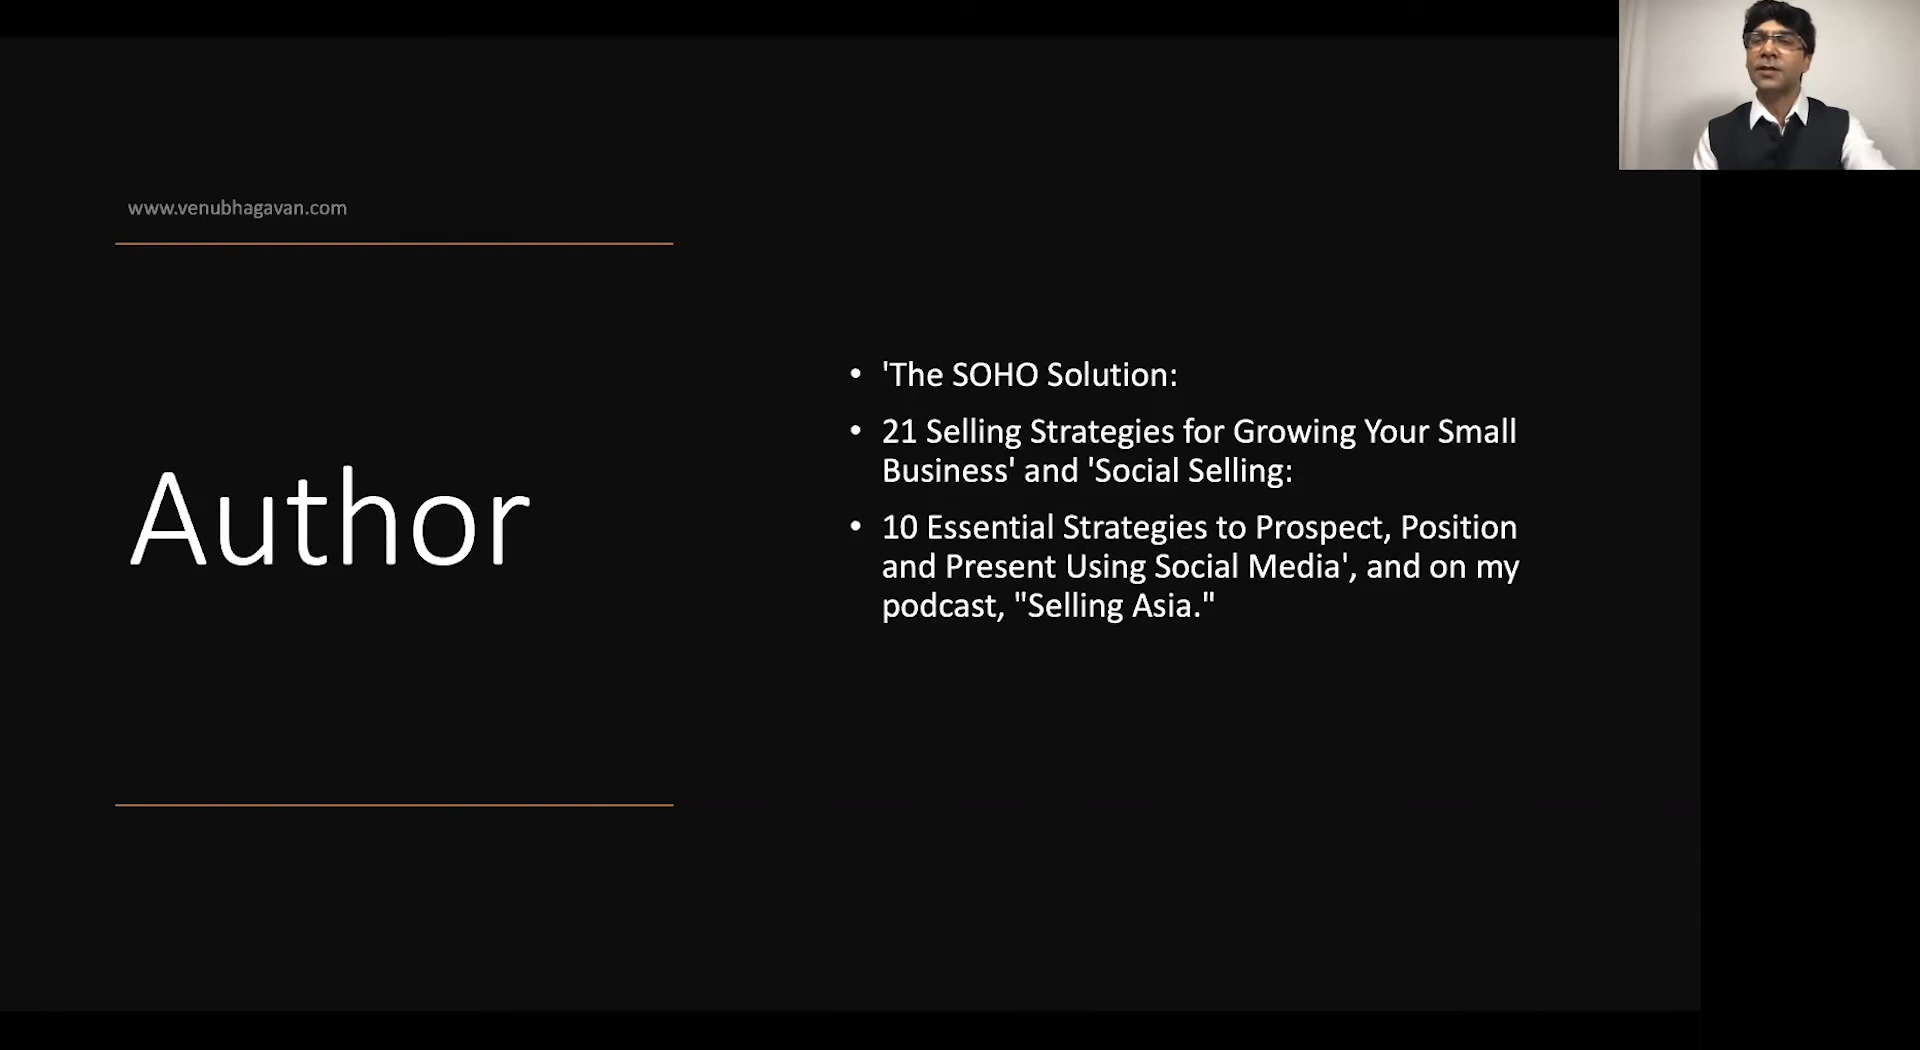 www.venubhagavan.com
Author
• 'The SOHO Solution:
• 21 Selling Strategies for Growing Your Small
Business' and 'Social Selling:
• 10 Essential Strategies to Prospect, Position
and Present Using Social Media', and on my
podcast, "Selling Asia."